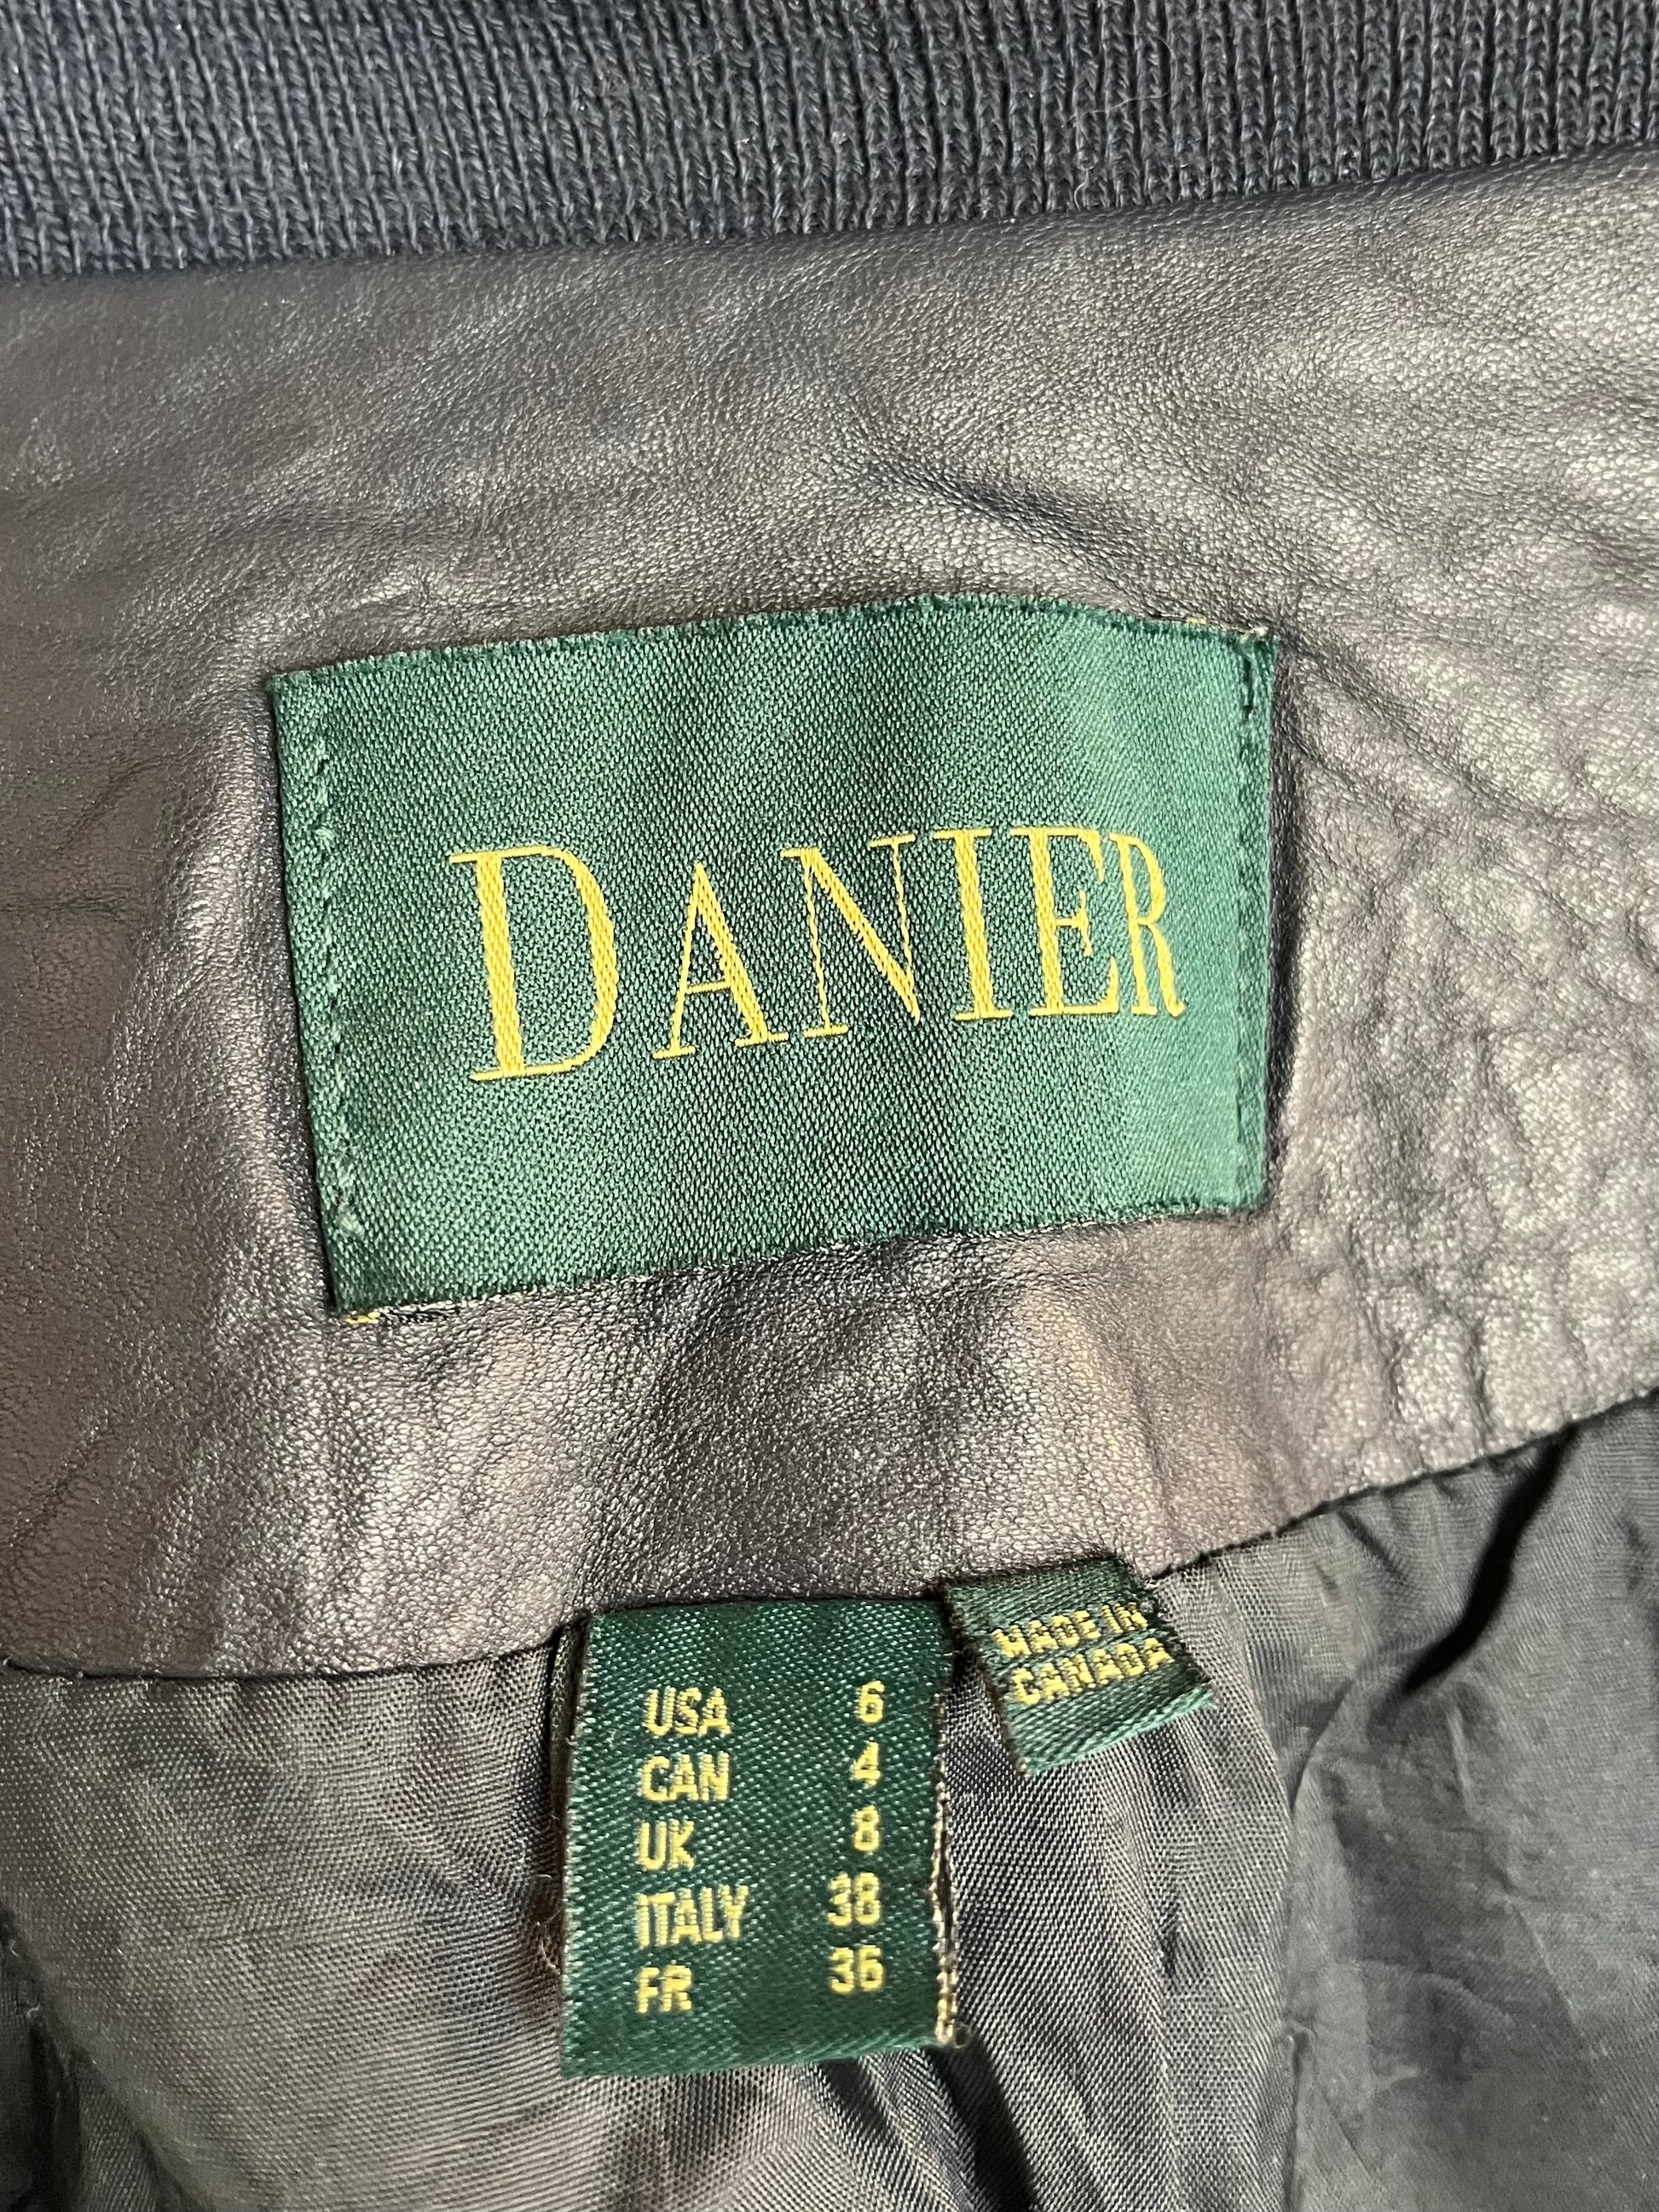 DANIER
MADE IN
CANADA
USA 6
CAN 4
UK 8
ITALY 38
FR 36